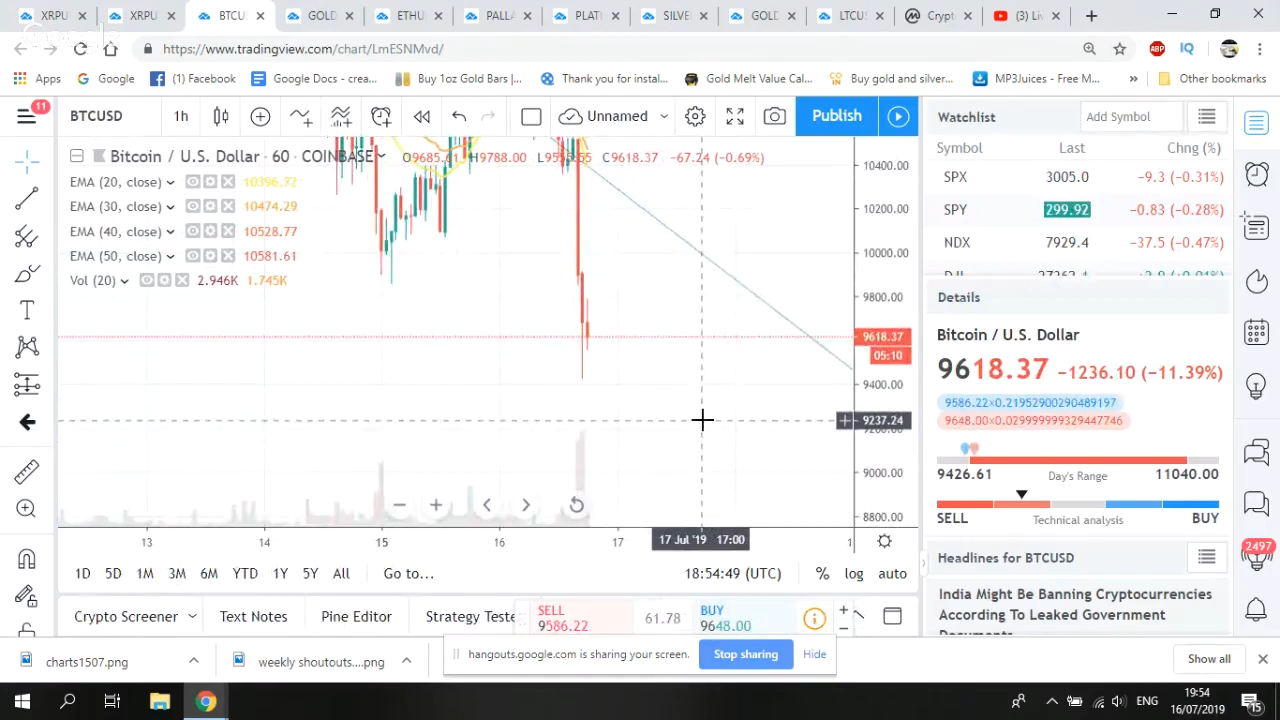 XRPU
XRPU
BTCU
GOLD
ETHU
PALLA
PLATI
SILVE
GOLD
LTCUS
Crypt
(3) Liv
https://www.tradingview.com/chart/LmESNMvd/
ABP
IQ
Apps
Google
(1) Facebook
Google Docs - crea...
Buy 1oz Gold Bars |...
Thank you for instal...
Gold Melt Value Cal...
Buy gold and silver...
MP3Juices - Free M...
»
Other bookmarks
11
BTCUSD
1h
Unnamed
Publish
Bitcoin / U.S. Dollar · 60 · COINBASE
H9788.00
C9618.37
-67.24 (-0.69%)
EMA (20, close)
10396.72
EMA (30, close)
10474.29
EMA (40, close)
10528.77
EMA (50, close)
10581.61
Vol (20)
2.946K
1.745K
10400.00
10200.00
10000.00
9800.00
9618.37
05:10
9400.00
9237.24
9200.00
9000.00
8800.00
13
14
15
16
17
17 Jul '19 17:00
1D
5D
1M
3M
6M
YTD
1Y
5Y
All
Go to...
18:54:49 (UTC)
%
log
auto
Crypto Screener
Text Notes
Pine Editor
Strategy Teste
SELL
9586.22
61.78
BUY
9648.00
Watchlist
Add Symbol
Symbol
Last
Chng (%)
SPX
3005.0
-9.3 (-0.31%)
SPY
299.92
-0.83 (-0.28%)
NDX
7929.4
-37.5 (-0.47%)
Details
Bitcoin / U.S. Dollar
9618.37 -1236.10 (-11.39%)
9586.22×0.21952900290489197
9648.00×0.029999999329447746
9426.61
Day's Range
11040.00
SELL
Technical analysis
BUY
Headlines for BTCUSD
India Might Be Banning Cryptocurrencies
According To Leaked Government
Documents
2497
charts1507.png
weekly shoutouts....png
hangouts.google.com is sharing your screen.
Stop sharing
Hide
Show all
ENG
19:54
16/07/2019
15